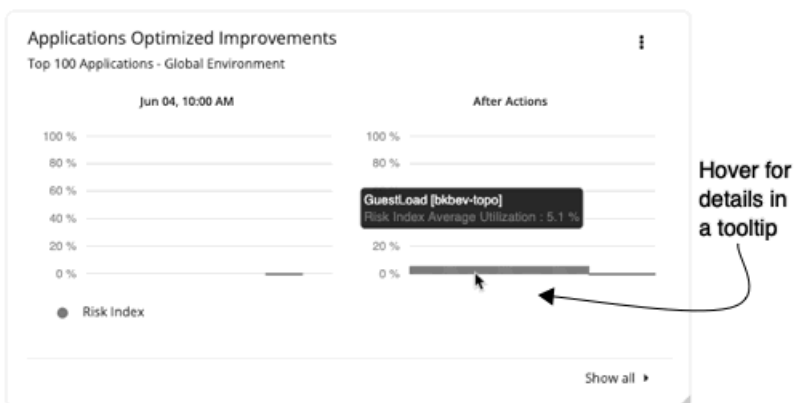 Applications Optimized Improvements
Top 100 Applications - Global Environment
Jun 04, 10:00 AM
After Actions
100 %
80 %
60 %
40 %
20 %
0 %
100 %
80 %
GuestLoad [bkbev-topo]
Risk Index Average Utilization : 5.1 %
20 %
0 %
Risk Index
Show all
Hover for
details in
a tooltip